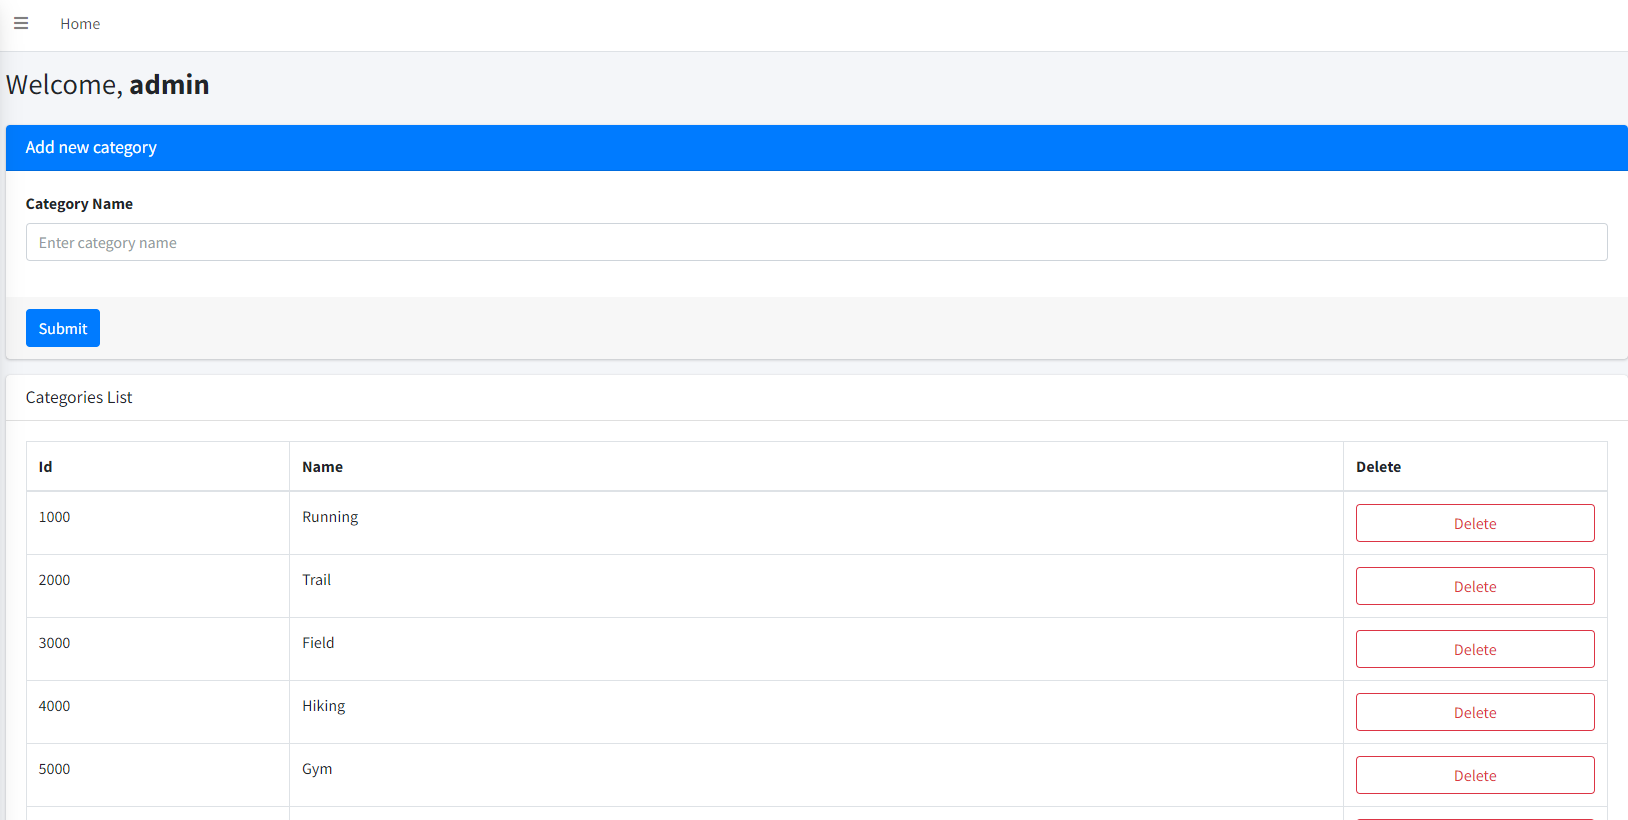 Home
Welcome, admin
Add new category
Category Name
Enter category name
Submit
Categories List
Id Name Delete
1000 Running Delete
2000 Trail Delete
3000 Field Delete
4000 Hiking Delete
5000 Gym Delete